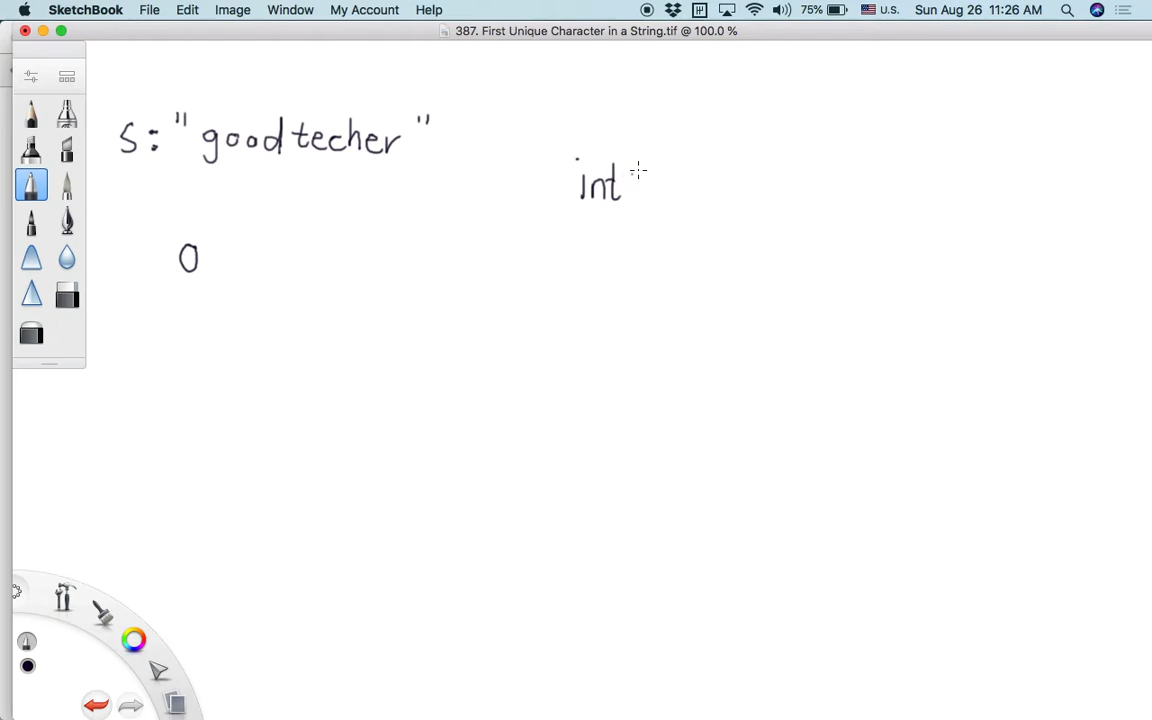 SketchBook File Edit Image Window My Account Help 75% U.S. Sun Aug 26 11:26 AM
387. First Unique Character in a String.tif @ 100.0 %
s: "goodtecher"
int
0